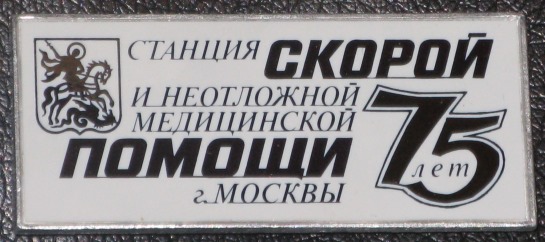 СТАНЦИЯ СКОРОЙ
И НЕОТЛОЖНОЙ
МЕДИЦИНСКОЙ
ПОМОЩИ
г. МОСКВЫ
75
лет